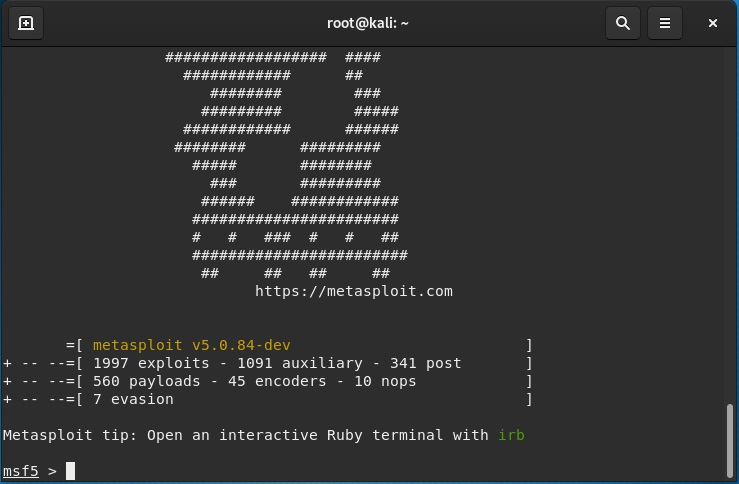 root@kali: ~
                  ##################  ####
                    ############      ##
                       ########        ###
                      #########        #####
                    ############      ######
                   ########      #########
                     #####       ########
                       ###       #########
                      ######    ############
                     #######################
                     #   #   ###  #   #   ##
                     ########################
                      ##     ##   ##     ##
                            https://metasploit.com
       =[ metasploit v5.0.84-dev                          ]
+ -- --=[ 1997 exploits - 1091 auxiliary - 341 post       ]
+ -- --=[ 560 payloads - 45 encoders - 10 nops            ]
+ -- --=[ 7 evasion                                       ]
Metasploit tip: Open an interactive Ruby terminal with irb
msf5 >